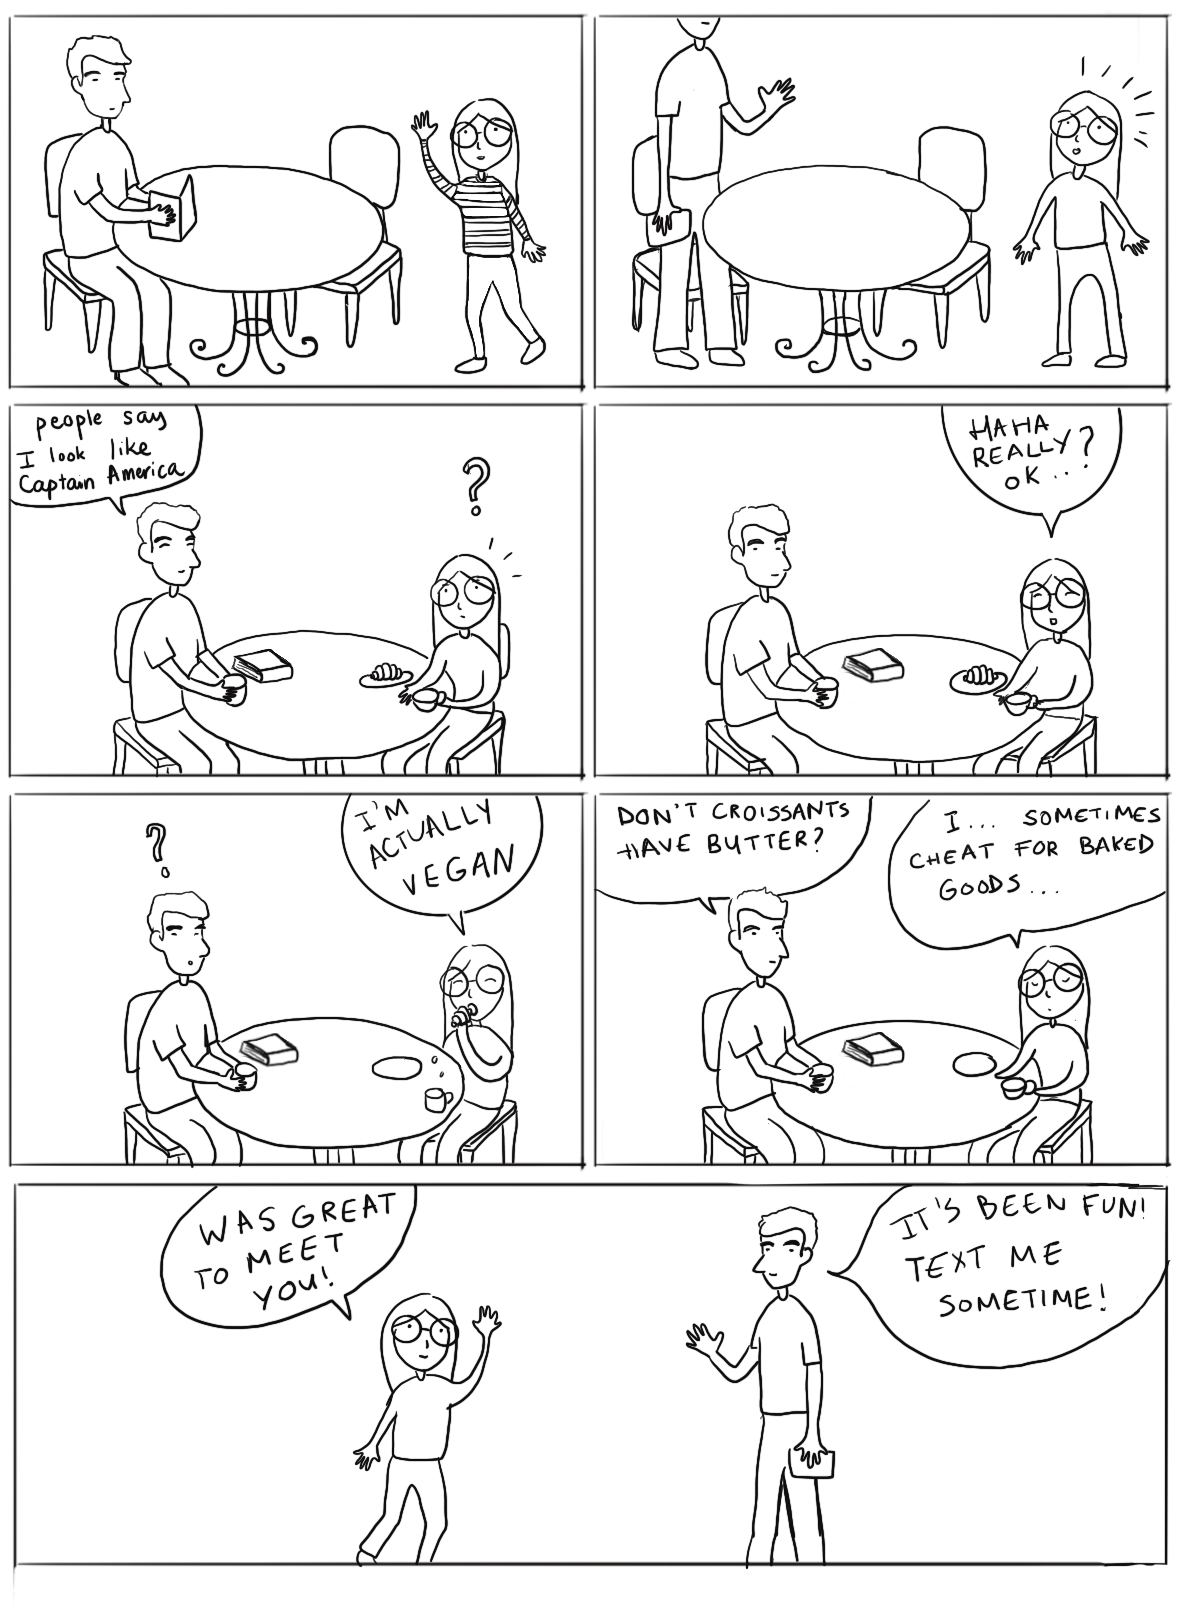 people say
I look like
Captain America
?
HAHA
REALLY?
OK...
?
I'M
ACTUALLY
VEGAN
DON'T CROISSANTS
HAVE BUTTER?
I... SOMETIMES
CHEAT FOR BAKED
GOODS...
WAS GREAT
TO MEET
YOU!
IT'S BEEN FUN!
TEXT ME
SOMETIME!